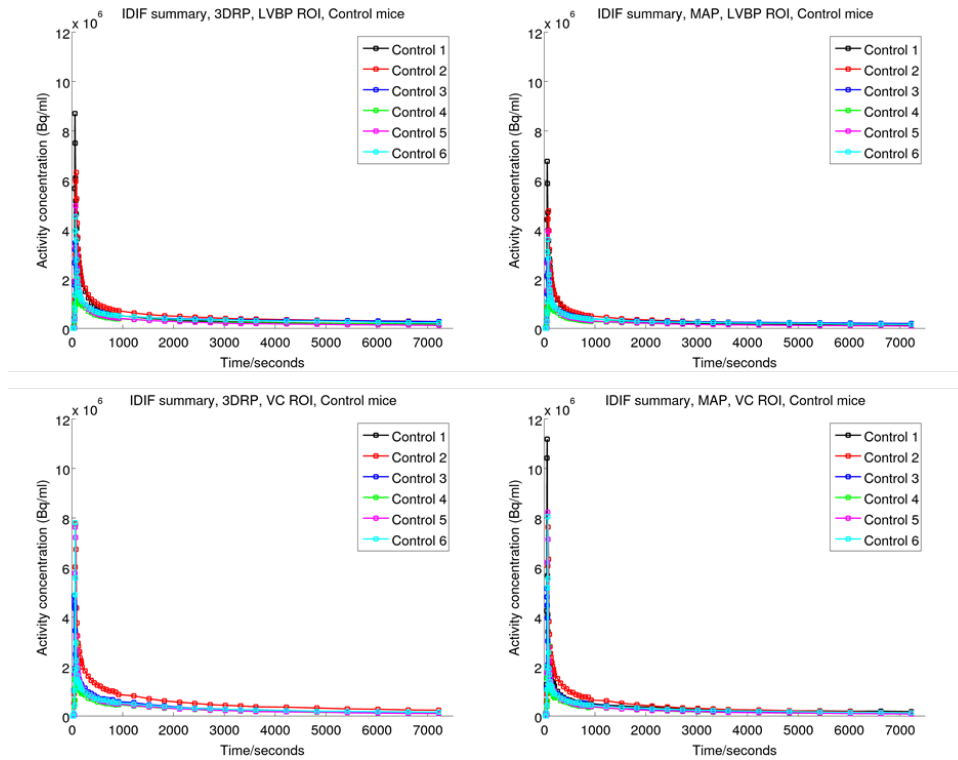 IDIF summary, 3DRP, LVBP ROI, Control mice
x 10^6
12
10
8
6
4
2
0
Activity concentration (Bq/ml)
Control 1
Control 2
Control 3
Control 4
Control 5
Control 6
0 1000 2000 3000 4000 5000 6000 7000
Time/seconds
IDIF summary, MAP, LVBP ROI, Control mice
x 10^6
12
10
8
6
4
2
0
Activity concentration (Bq/ml)
Control 1
Control 2
Control 3
Control 4
Control 5
Control 6
0 1000 2000 3000 4000 5000 6000 7000
Time/seconds
IDIF summary, 3DRP, VC ROI, Control mice
x 10^6
12
10
8
6
4
2
0
Activity concentration (Bq/ml)
Control 1
Control 2
Control 3
Control 4
Control 5
Control 6
0 1000 2000 3000 4000 5000 6000 7000
Time/seconds
IDIF summary, MAP, VC ROI, Control mice
x 10^6
12
10
8
6
4
2
0
Activity concentration (Bq/ml)
Control 1
Control 2
Control 3
Control 4
Control 5
Control 6
0 1000 2000 3000 4000 5000 6000 7000
Time/seconds